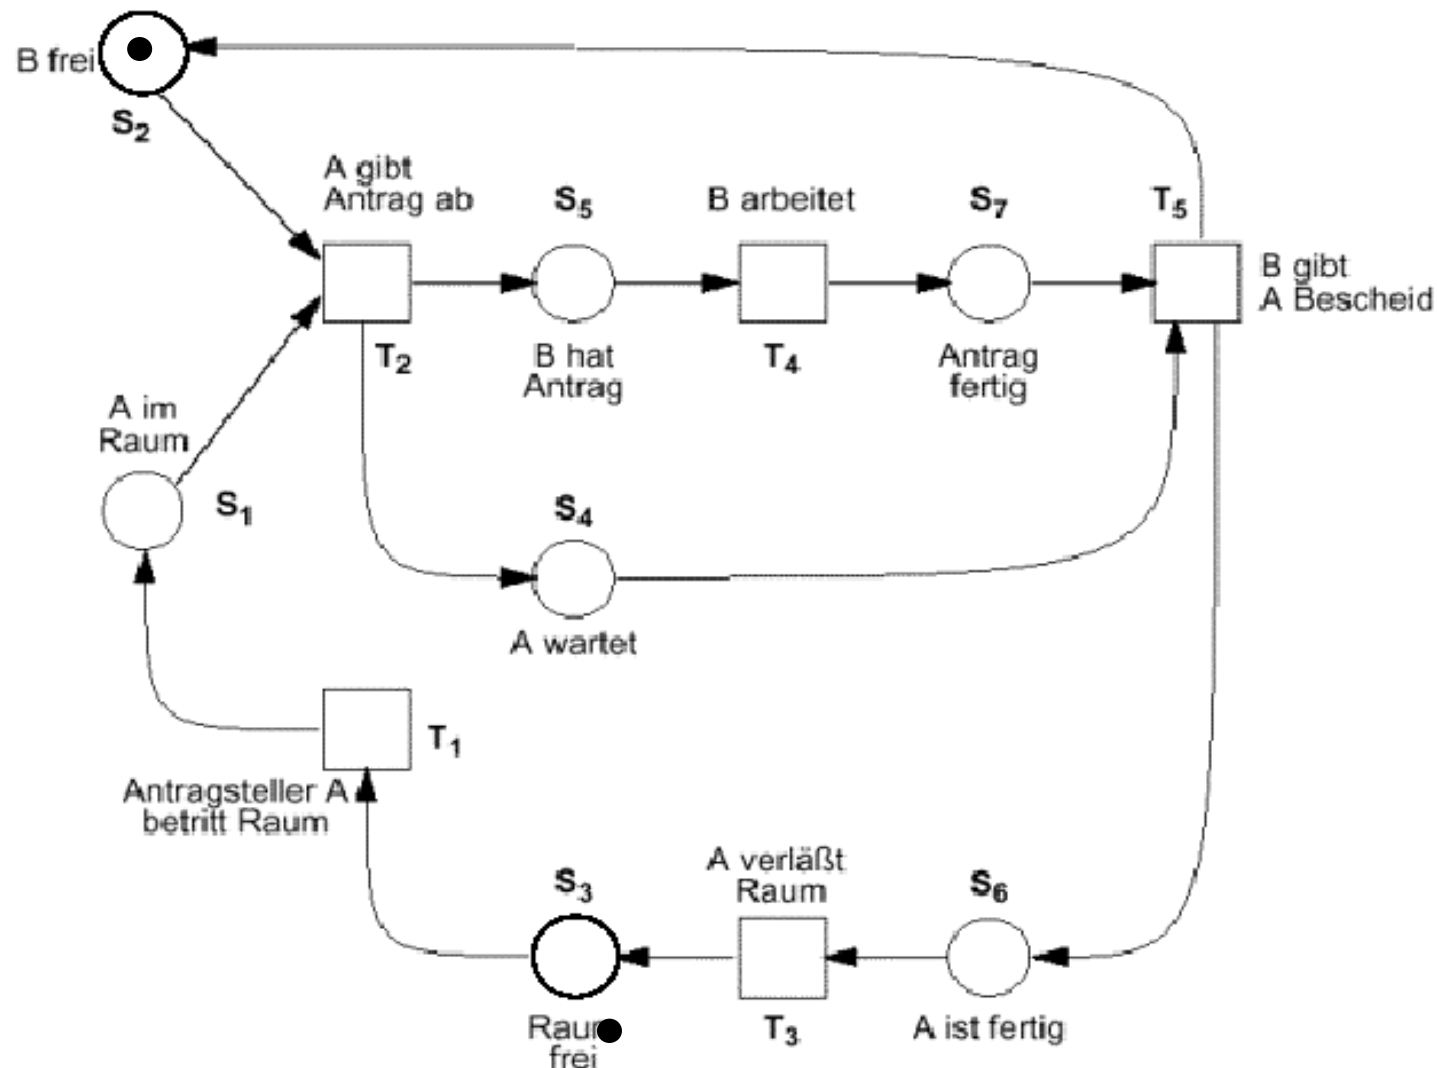 B frei
S2
A gibt
Antrag ab
S5
B arbeitet
S7
T5
B gibt
A Bescheid
T2
B hat
Antrag
T4
Antrag
fertig
A im
Raum
S1
S4
A wartet
T1
Antragsteller A
betritt Raum
A verläßt
Raum
S3
S6
frei
T3
A ist fertig